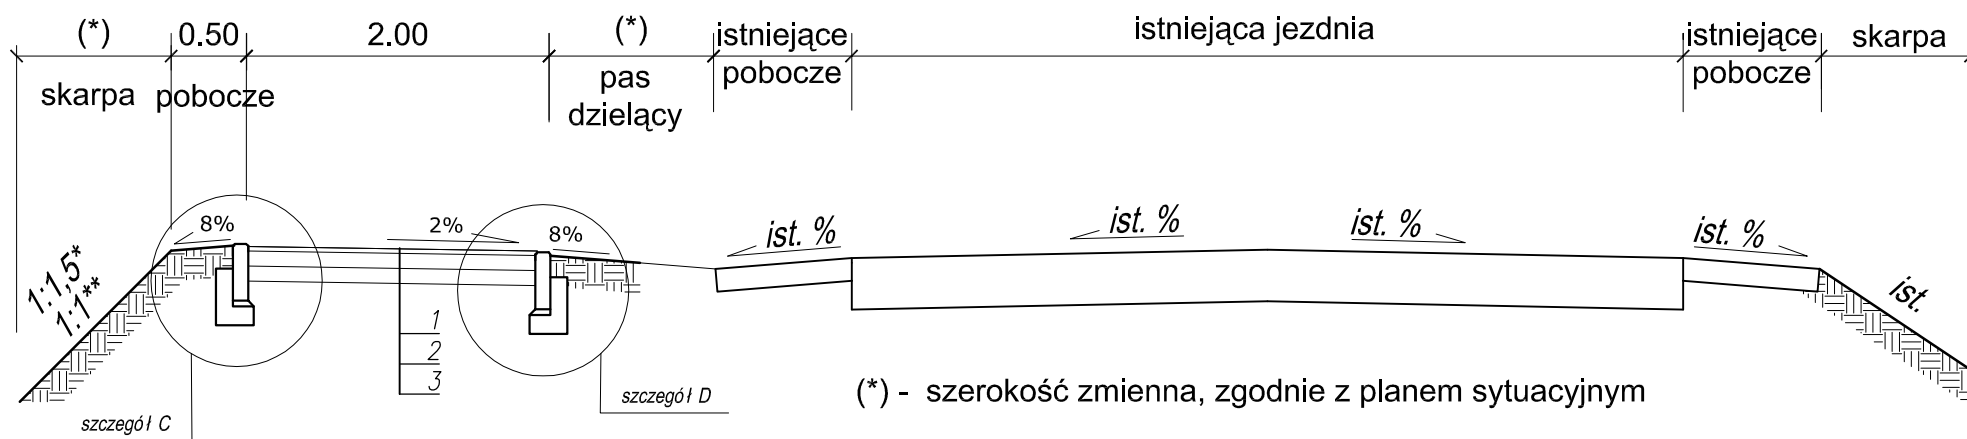 (*) 0.50 2.00 (*) istniejące istniejąca jezdnia istniejące skarpa
skarpa pobocze pas pobocze pobocze
dzielący
8% 2% 8% ist. % ist. % ist. % ist. %
1:1,5*
1:1**
ist.
1
2
3
szczegół C
szczegół D
(*) - szerokość zmienna, zgodnie z planem sytuacyjnym